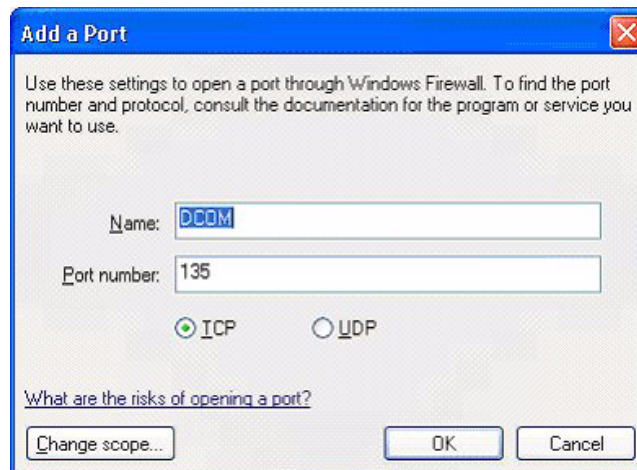 Add a Port
Use these settings to open a port through Windows Firewall. To find the port
number and protocol, consult the documentation for the program or service you
want to use.
Name: DCOM
Port number: 135
TCP UDP
What are the risks of opening a port?
Change scope... OK Cancel